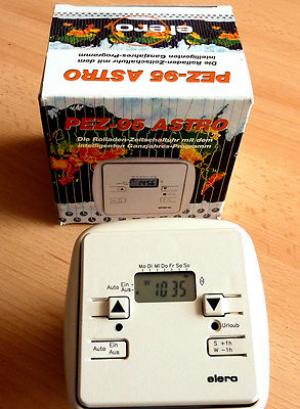 elero
Die Rolladen-Zeitschaltuhr mit dem
intelligenten Ganzjahres-Programm
PEZ-95 ASTRO
PEZ-95 ASTRO
Die Rolladen-Zeitschaltuhr mit dem
intelligenten Ganzjahres-Programm
Mo Di Mi Do Fr Sa So
Auto Ein
Aus
W 10 35
Urlaub
Auto Ein
Aus
S +1h
W -1h
elero